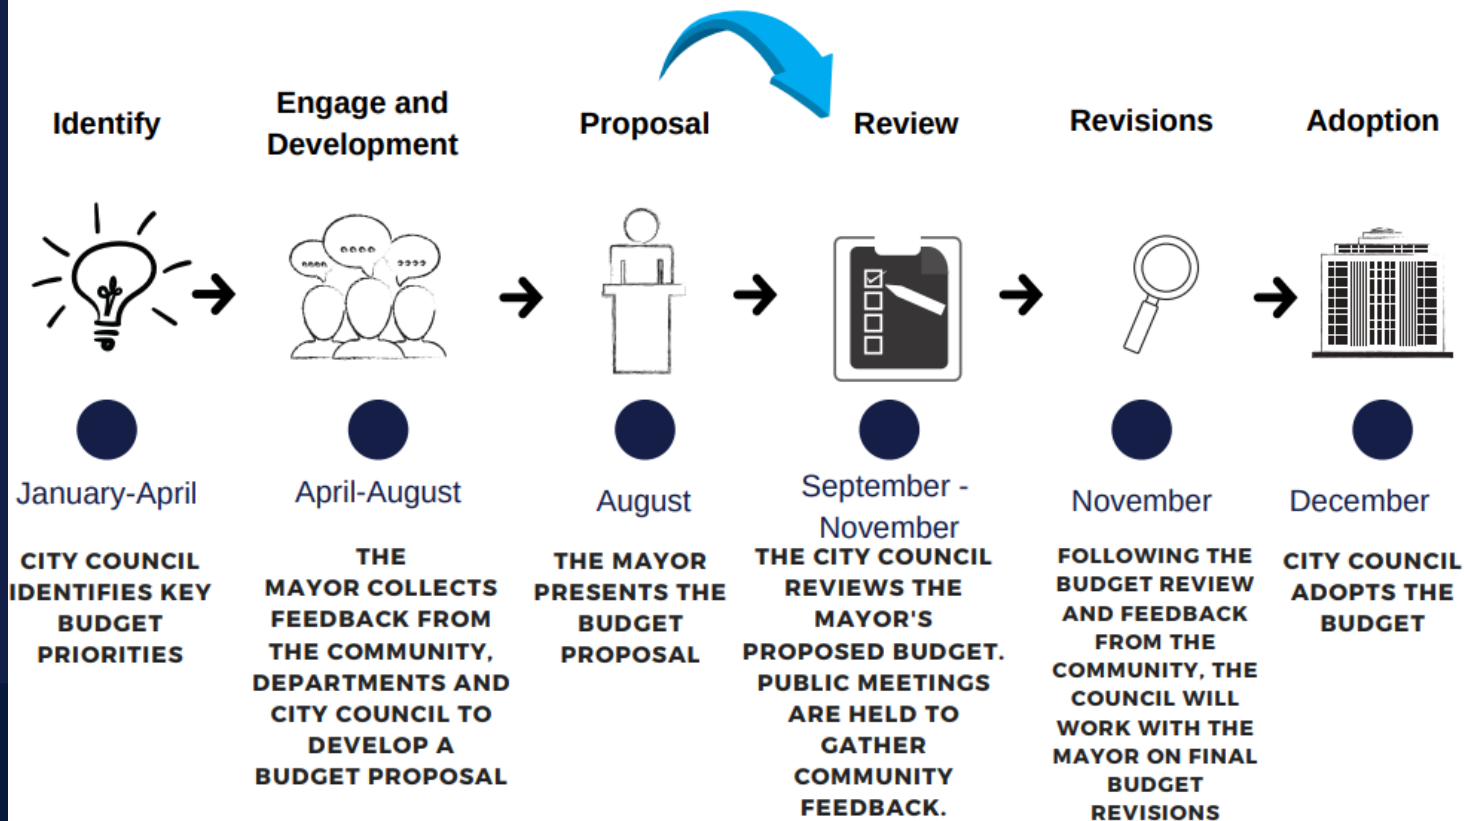 Identify
Engage and
Development
Proposal
Review
Revisions
Adoption
January-April
CITY COUNCIL
IDENTIFIES KEY
BUDGET
PRIORITIES
April-August
THE
MAYOR COLLECTS
FEEDBACK FROM
THE COMMUNITY,
DEPARTMENTS AND
CITY COUNCIL TO
DEVELOP A
BUDGET PROPOSAL
August
THE MAYOR
PRESENTS THE
BUDGET
PROPOSAL
September -
November
THE CITY COUNCIL
REVIEWS THE
MAYOR'S
PROPOSED BUDGET.
PUBLIC MEETINGS
ARE HELD TO
GATHER
COMMUNITY
FEEDBACK.
November
FOLLOWING THE
BUDGET REVIEW
AND FEEDBACK
FROM THE
COMMUNITY, THE
COUNCIL WILL
WORK WITH THE
MAYOR ON FINAL
BUDGET
REVISIONS
December
CITY COUNCIL
ADOPTS THE
BUDGET